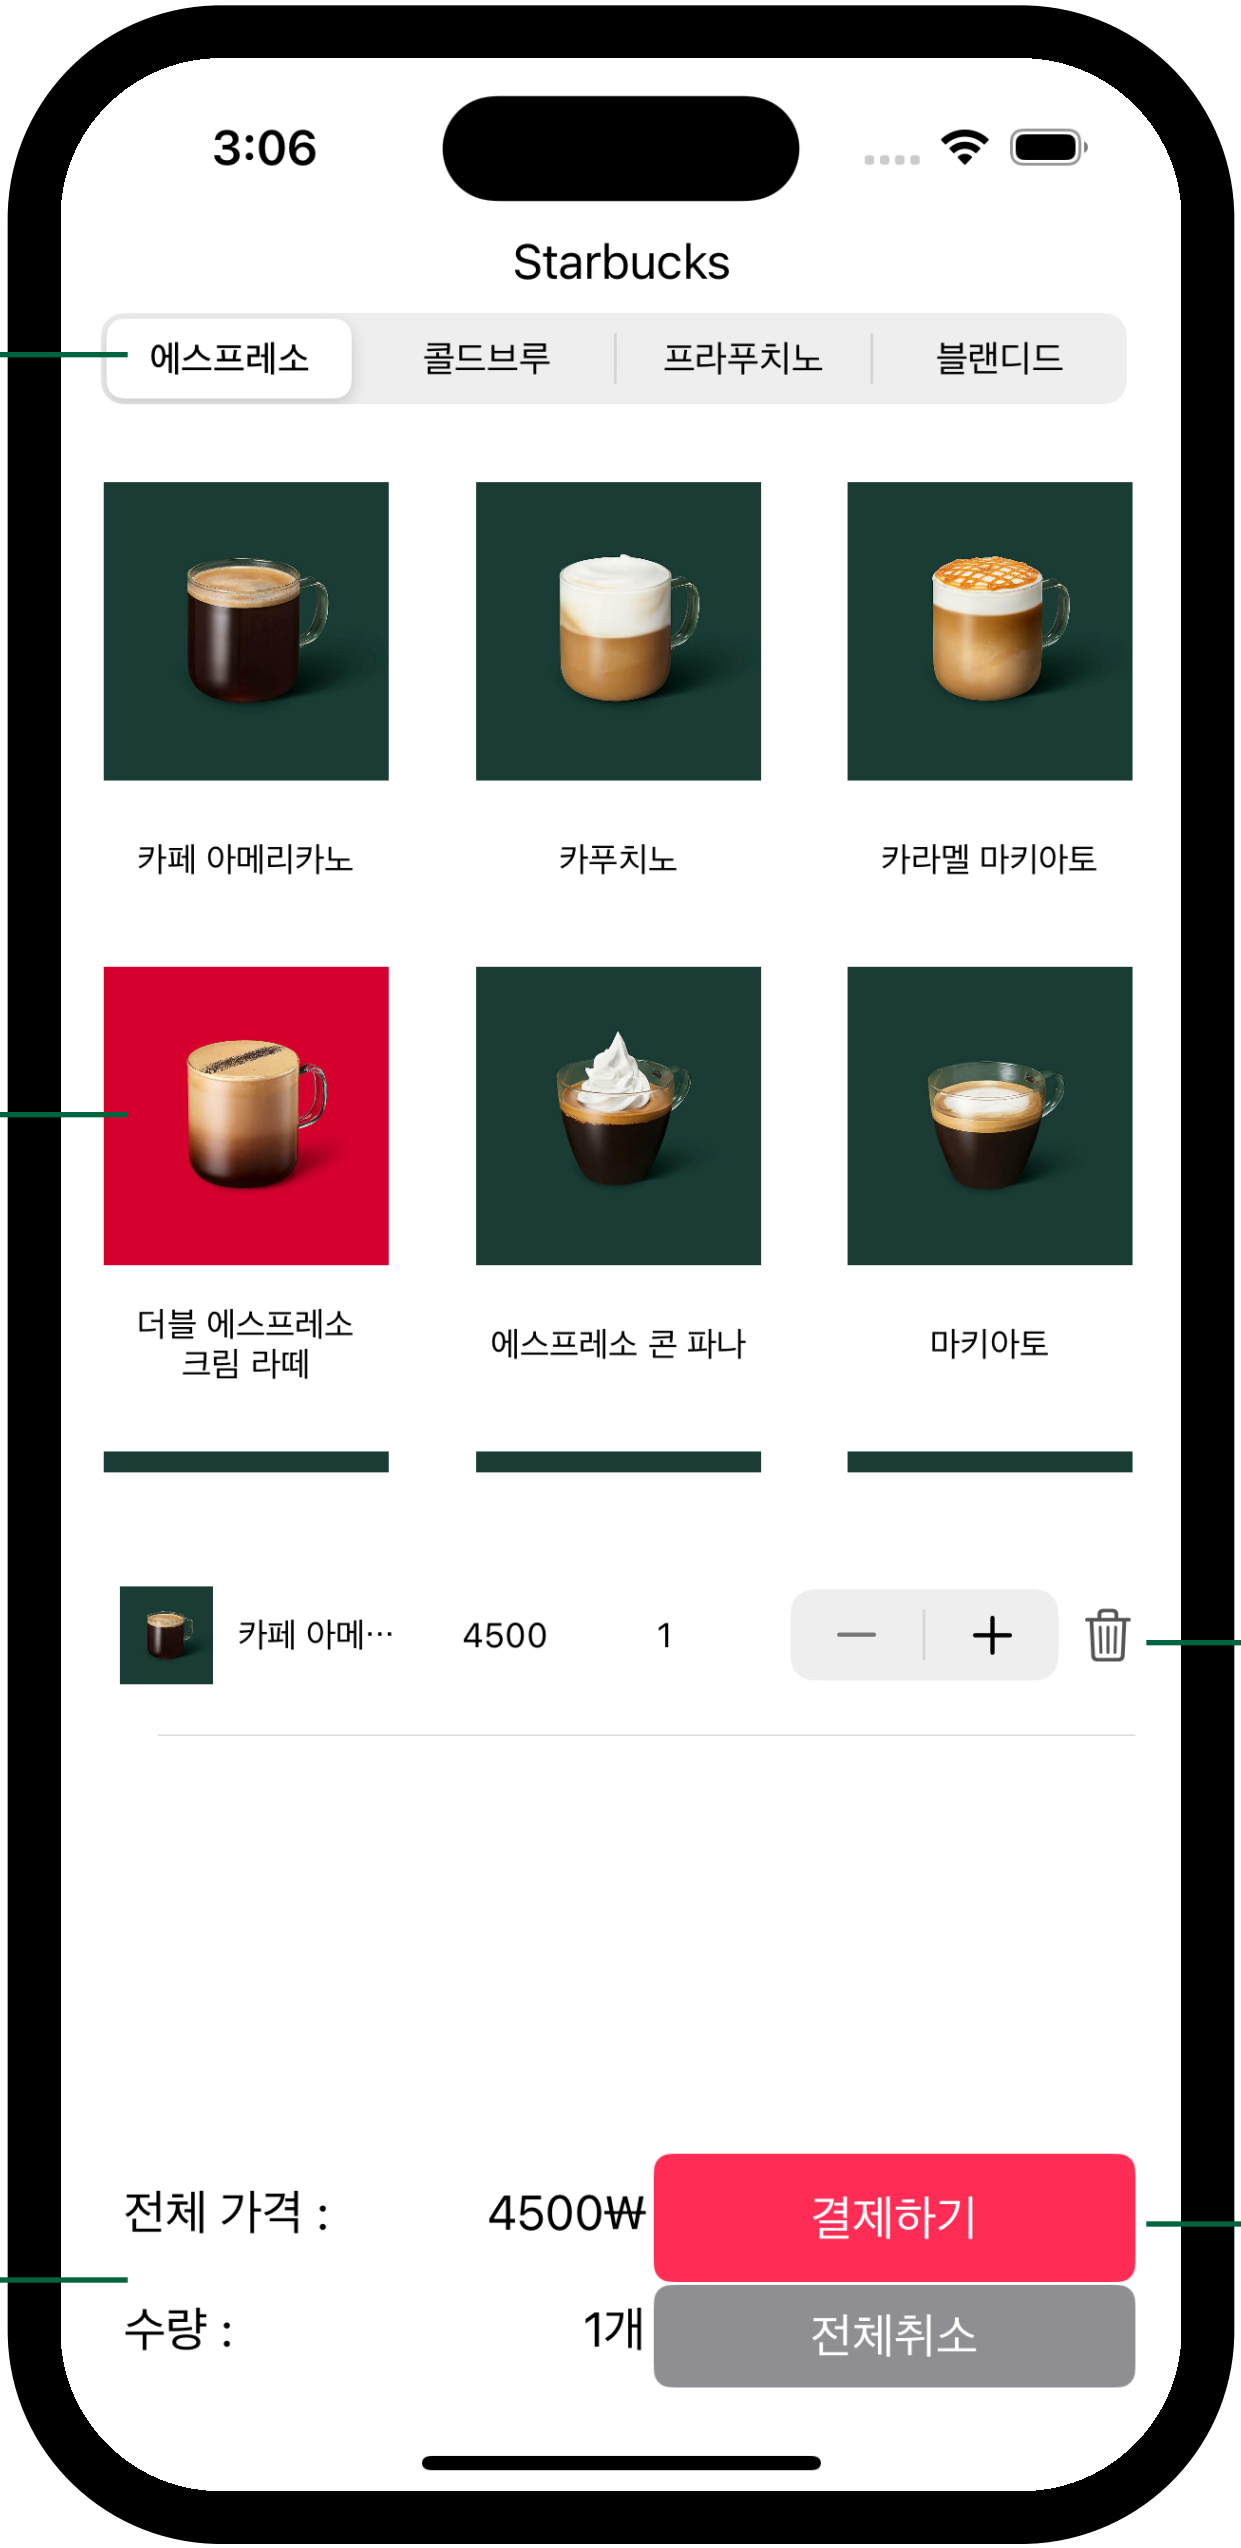 3:06
Starbucks
에스프레소 콜드브루 프라푸치노 블랜디드
카페 아메리카노 카푸치노 카라멜 마키아토
더블 에스프레소
크림 라떼
에스프레소 콘 파나 마키아토
카페 아메… 4500 1
전체 가격 : 4500₩ 결제하기
수량 : 1개 전체취소